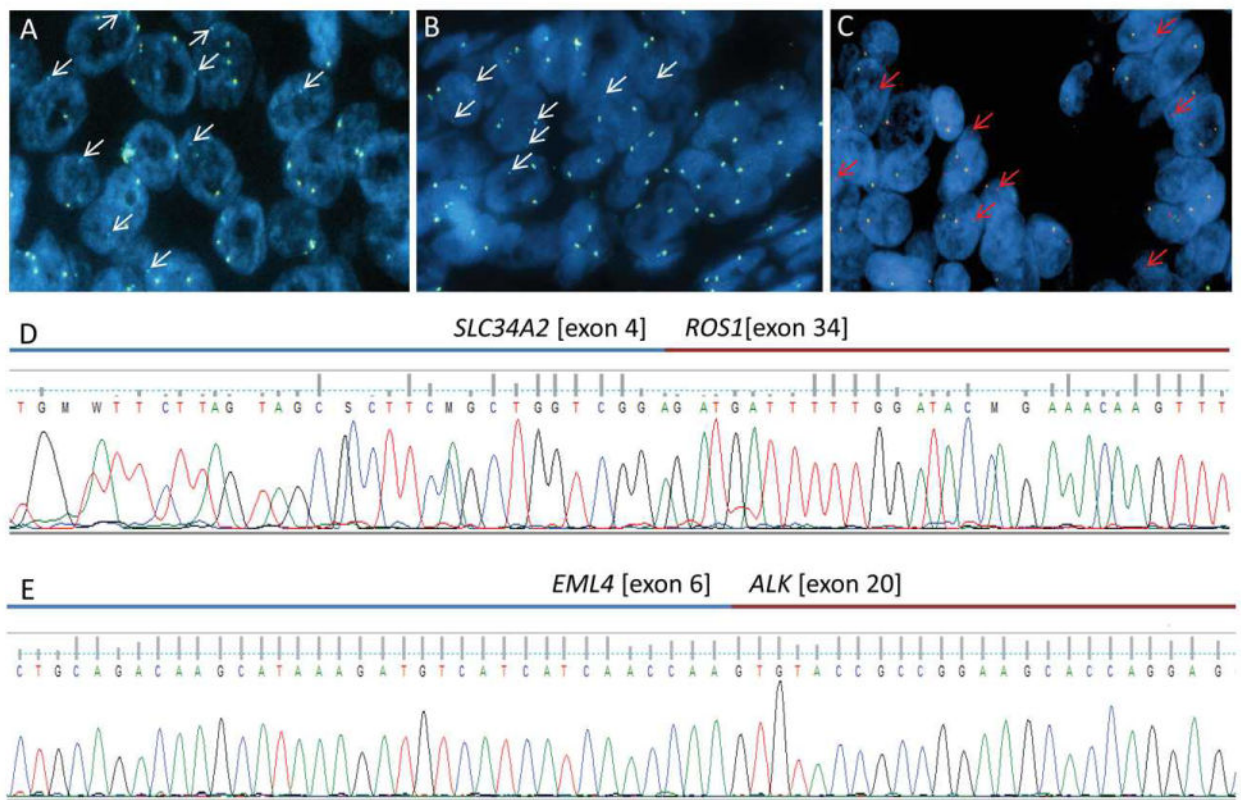 A
B
C
D
SLC34A2 [exon 4] ROS1[exon 34]
T G M W T T C T T A G T A G C S C T T C M G C T G G T C G G A G A T G A T T T T T G G A T A C M G A A A C A A G T T T
E
EML4 [exon 6] ALK [exon 20]
C T G C A G A C A A G C A T A A A G A T G T C A T C A T C A A C C A A G T G T A C C G C C G G A A G C A C C A G G A G